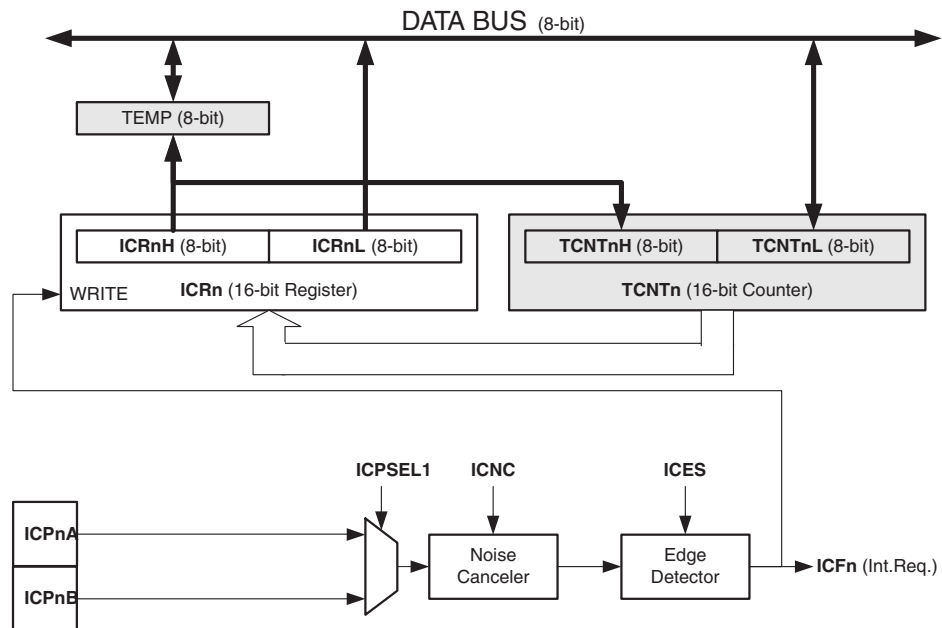 DATA BUS (8-bit)
TEMP (8-bit)
ICRnH (8-bit) ICRnL (8-bit)
WRITE ICRn (16-bit Register)
TCNTnH (8-bit) TCNTnL (8-bit)
TCNTn (16-bit Counter)
ICPSEL1 ICNC ICES
ICPnA
ICPnB
Noise
Canceler
Edge
Detector
ICFn (Int.Req.)